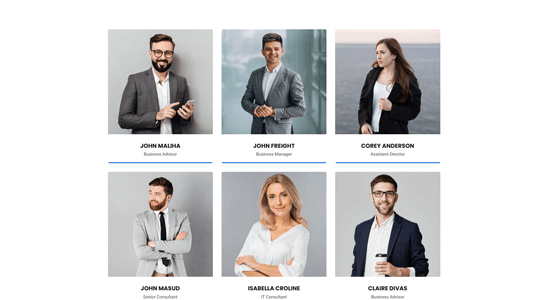 JOHN MALIHA
Business Advisor
JOHN FREIGHT
Business Manager
COREY ANDERSON
Assistant Director
JOHN MASUD
Senior Consultant
ISABELLA CROLINE
IT Consultant
CLAIRE DIVAS
Business Advisor